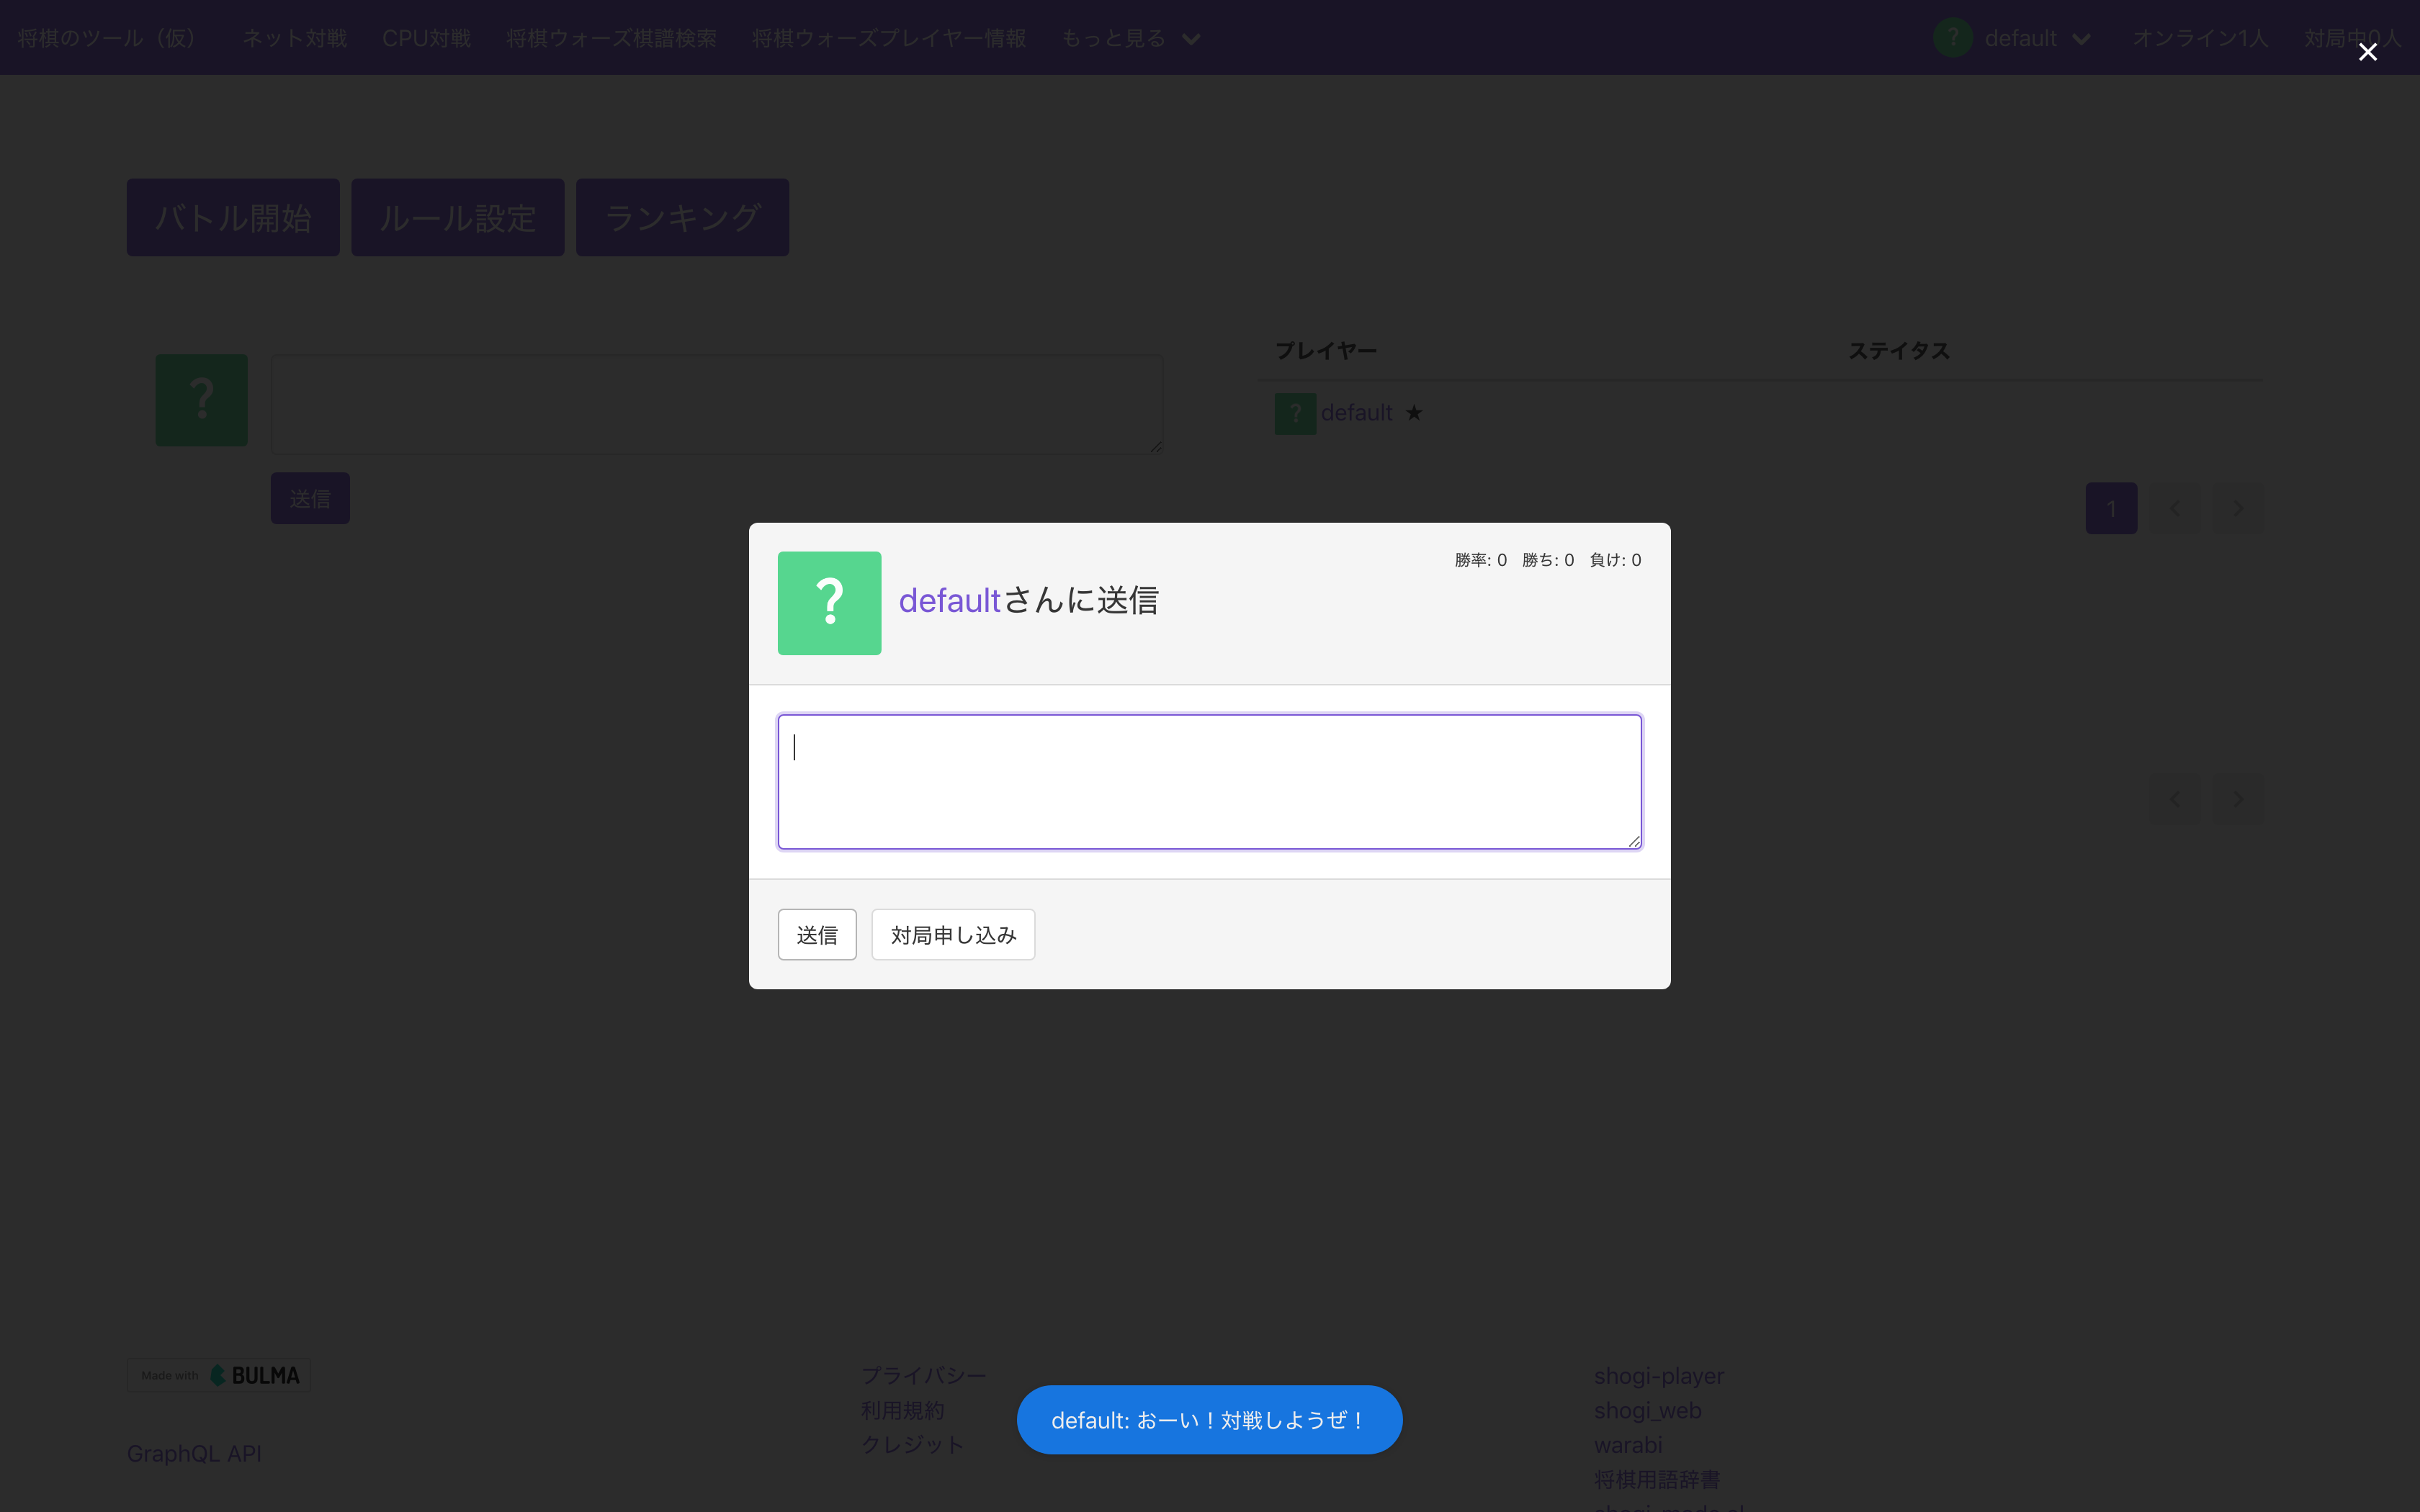 将棋のツール（仮） ネット対戦 CPU対戦 将棋ウォーズ棋譜検索 将棋ウォーズプレイヤー情報 もっと見る ? default オンライン1人 対局中0人
バトル開始 ルール設定 ランキング
プレイヤー ステイタス
?
? default ★
送信
1
勝率: 0 勝ち: 0 負け: 0
?
defaultさんに送信
送信 対局申し込み
Made with BULMA
GraphQL API
プライバシー
利用規約
クレジット
default: おーい！対戦しようぜ！
shogi-player
shogi_web
warabi
将棋用語辞書